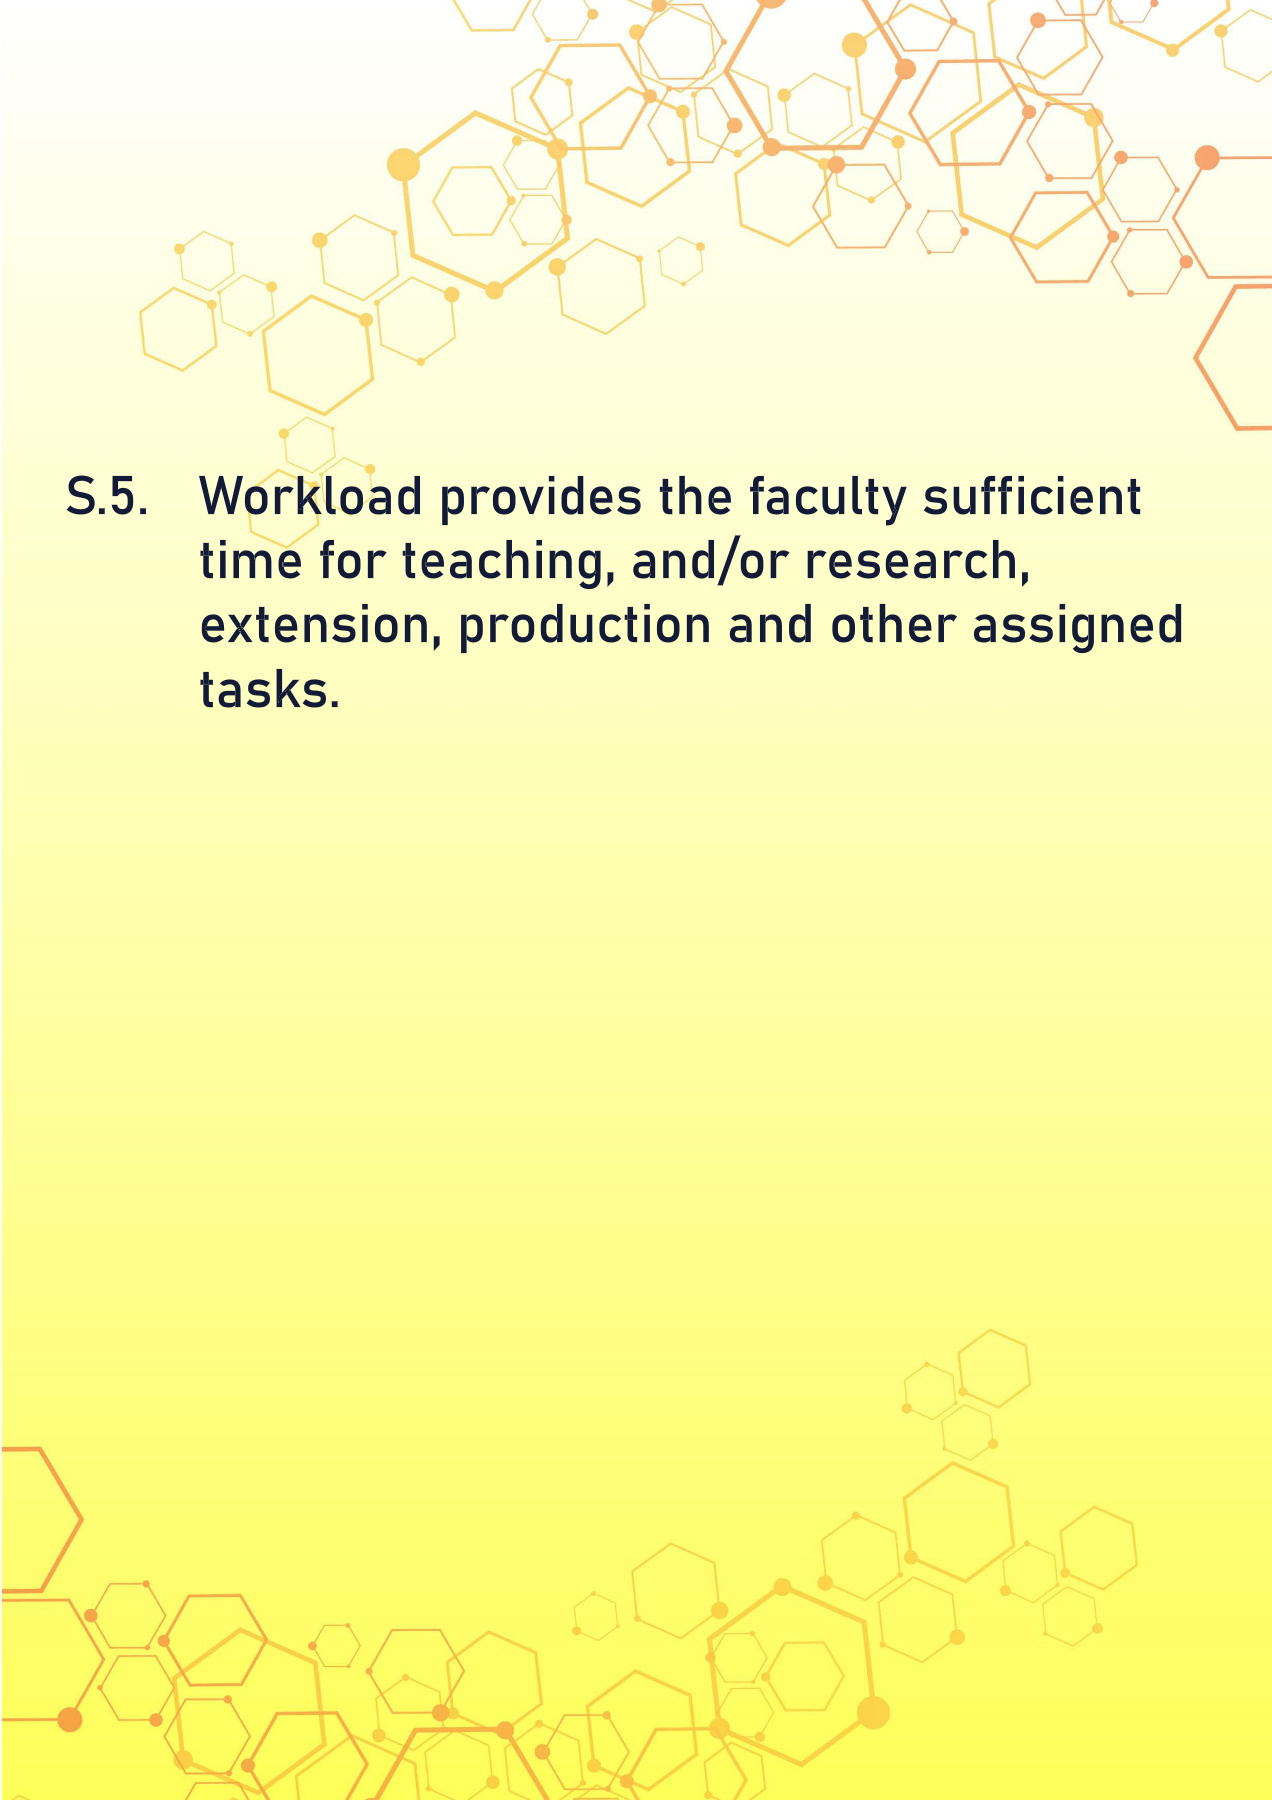 S.5. Workload provides the faculty sufficient
time for teaching, and/or research,
extension, production and other assigned
tasks.